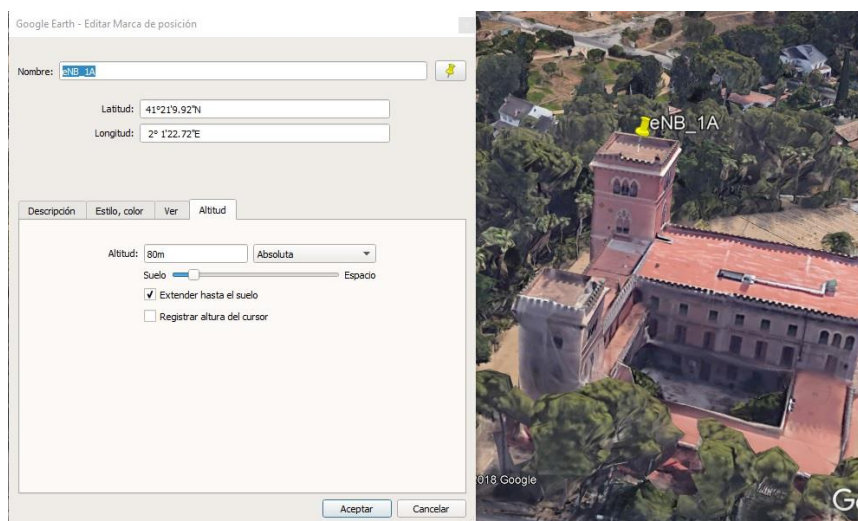 Google Earth - Editar Marca de posición
Nombre: eNB_1A
Latitud: 41°21'9.92"N
Longitud: 2° 1'22.72"E
Descripción Estilo, color Ver Altitud
Altitud: 80m Absoluta
Suelo Espacio
Extender hasta el suelo
Registrar altura del cursor
Aceptar Cancelar
eNB_1A
2018 Google